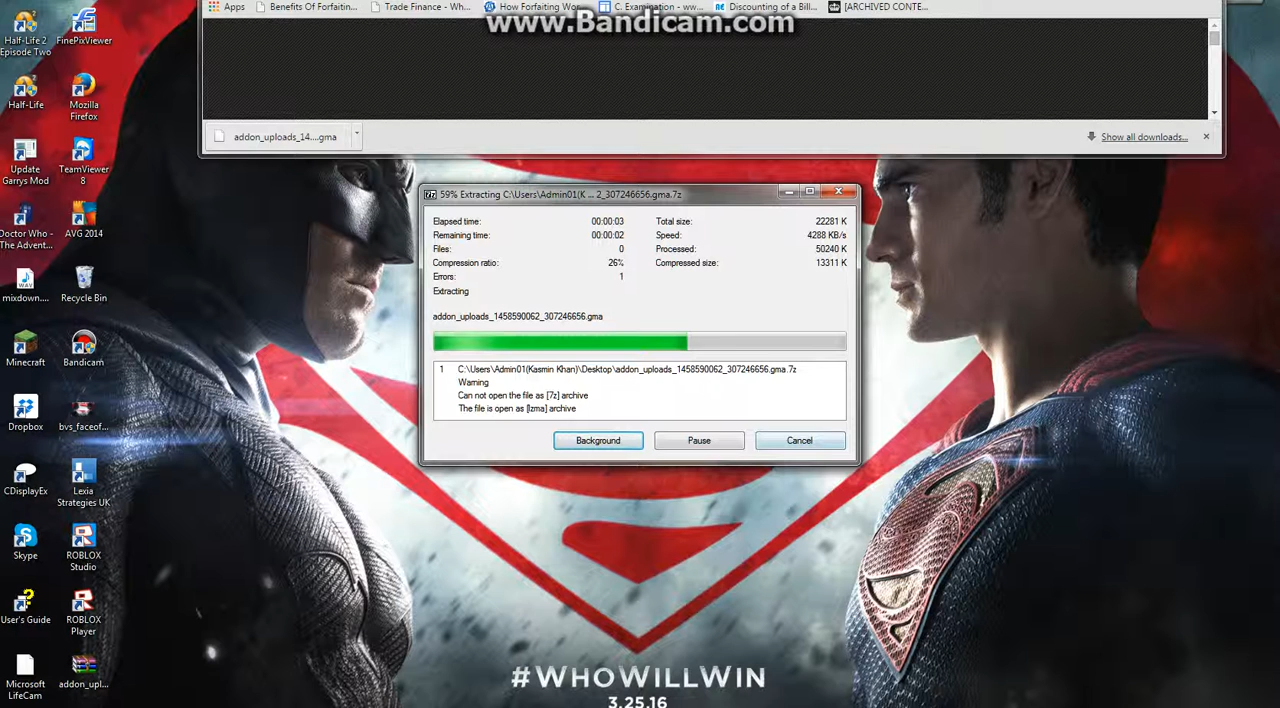 Apps
Benefits Of Forfaitin...
Trade Finance - Wh...
How Forfaiting Wo...
C. Examination - ww...
Discounting of a Bill...
[ARCHIVED CONTE...
www.Bandicam.com
addon_uploads_14....gma
Show all downloads...
Half-Life 2
Episode Two
FinePixViewer
Half-Life
Mozilla
Firefox
Update
Garrys Mod
TeamViewer
8
Doctor Who -
The Advent...
AVG 2014
mixdown....
Recycle Bin
Minecraft
Bandicam
Dropbox
bvs_faceof...
CDisplayEx
Lexia
Strategies UK
Skype
ROBLOX
Studio
User's Guide
ROBLOX
Player
Microsoft
LifeCam
addon_upl...
59% Extracting C:\Users\Admin01(K ... 2_307246656.gma.7z
Elapsed time: 00:00:03 Total size: 22281 K
Remaining time: 00:00:02 Speed: 4288 KB/s
Files: 0 Processed: 50240 K
Compression ratio: 26% Compressed size: 13311 K
Errors: 1
Extracting
addon_uploads_1458590062_307246656.gma
1 C:\Users\Admin01(Kasmin Khan)\Desktop\addon_uploads_1458590062_307246656.gma.7z
Warning
Can not open the file as [7z] archive
The file is open as [lzma] archive
Background
Pause
Cancel
#WHOWILLWIN
3.25.16